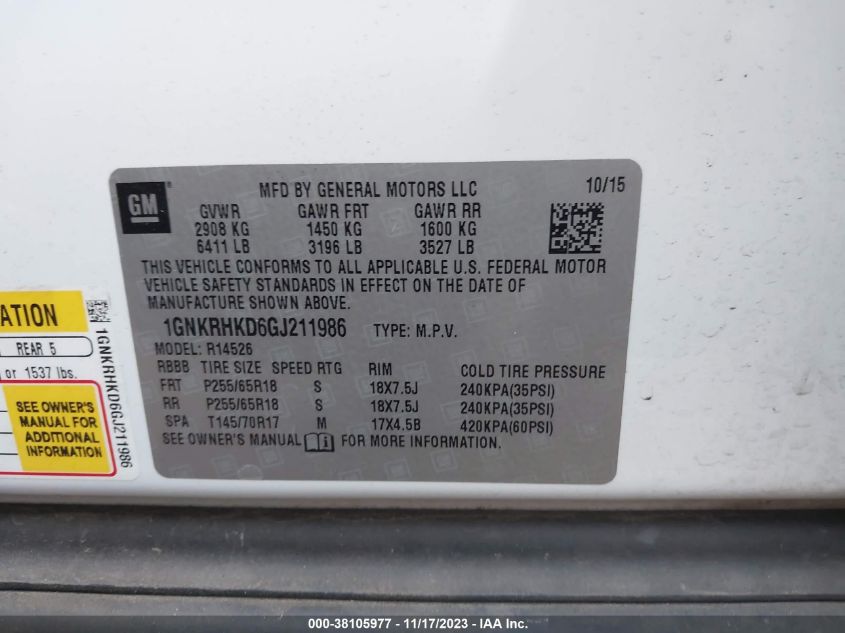 GM ®
MFD BY GENERAL MOTORS LLC 10/15
GVWR GAWR FRT GAWR RR
2908 KG 1450 KG 1600 KG
6411 LB 3196 LB 3527 LB
THIS VEHICLE CONFORMS TO ALL APPLICABLE U.S. FEDERAL MOTOR
VEHICLE SAFETY STANDARDS IN EFFECT ON THE DATE OF
MANUFACTURE SHOWN ABOVE.
1GNKRHKD6GJ211986 TYPE: M.P.V.
MODEL: R14526
RBBB TIRE SIZE SPEED RTG RIM COLD TIRE PRESSURE
FRT P255/65R18 S 18X7.5J 240KPA(35PSI)
RR P255/65R18 S 18X7.5J 240KPA(35PSI)
SPA T145/70R17 M 17X4.5B 420KPA(60PSI)
SEE OWNER'S MANUAL FOR MORE INFORMATION.
ATION
REAR 5
or 1537 lbs.
SEE OWNER'S
MANUAL FOR
ADDITIONAL
INFORMATION
1GNKRHKD6GJ211986
000-38105977 - 11/17/2023 - IAA Inc.